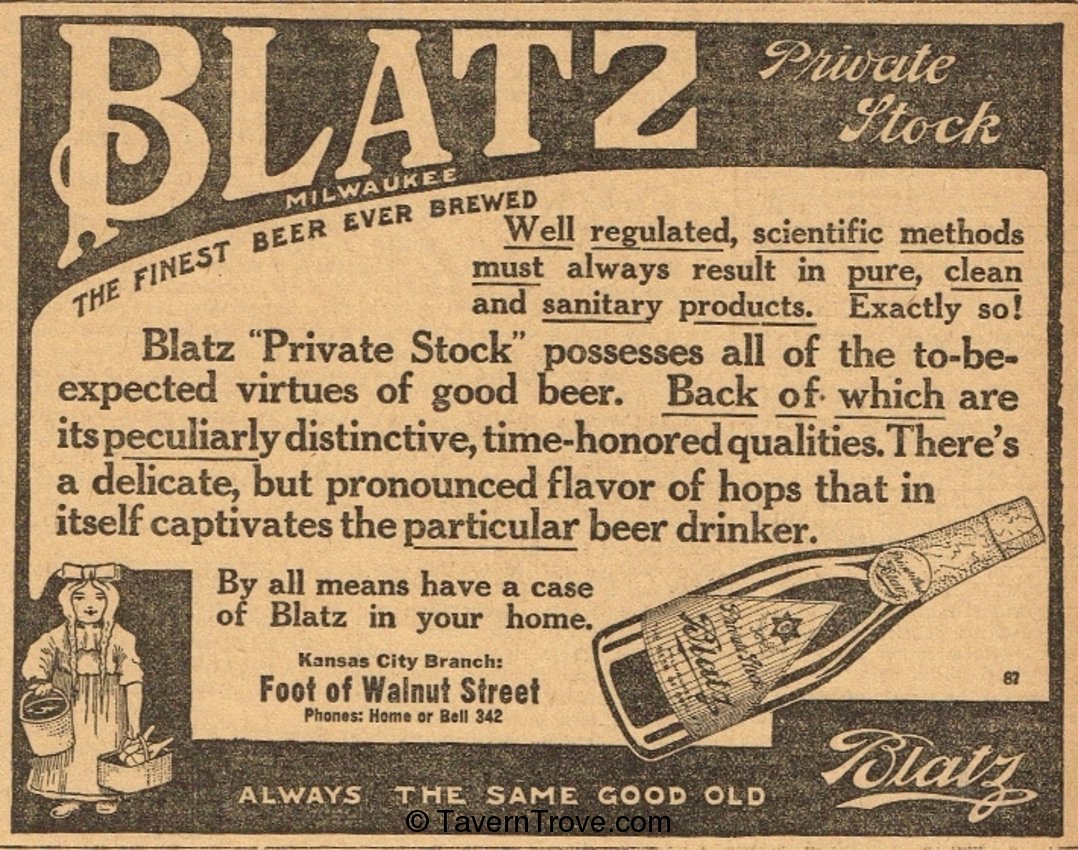 BLATZ
Private
Stock
MILWAUKEE
THE FINEST BEER EVER BREWED
Well regulated, scientific methods
must always result in pure, clean
and sanitary products. Exactly so!
Blatz "Private Stock" possesses all of the to-be-
expected virtues of good beer. Back of which are
its peculiarly distinctive, time-honored qualities. There's
a delicate, but pronounced flavor of hops that in
itself captivates the particular beer drinker.
By all means have a case
of Blatz in your home.
Kansas City Branch:
Foot of Walnut Street
Phones: Home or Bell 342
Private Stock
Blatz
Blatz
ALWAYS THE SAME GOOD OLD
Blatz
© TavernTrove.com